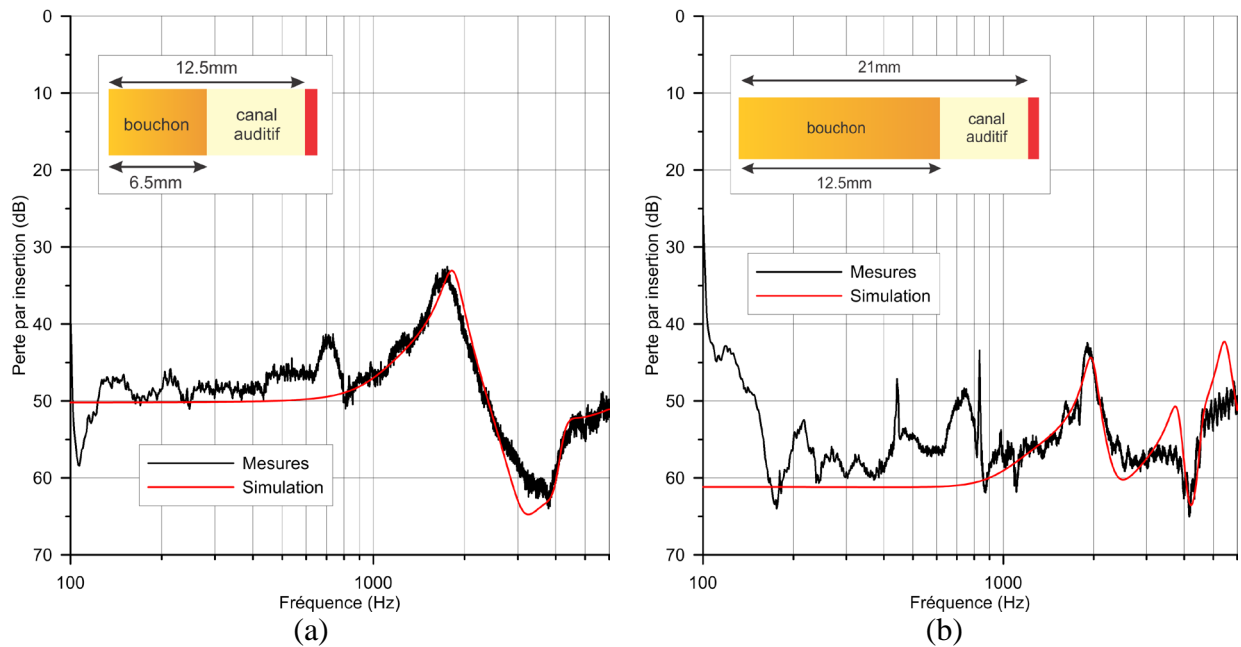 0
10
20
30
40
50
60
70
Perte par insertion (dB)
12.5mm
bouchon
canal
auditif
6.5mm
Mesures
Simulation
100
1000
Fréquence (Hz)
(a)
0
10
20
30
40
50
60
70
Perte par insertion (dB)
21mm
bouchon
canal
auditif
12.5mm
Mesures
Simulation
100
1000
Fréquence (Hz)
(b)